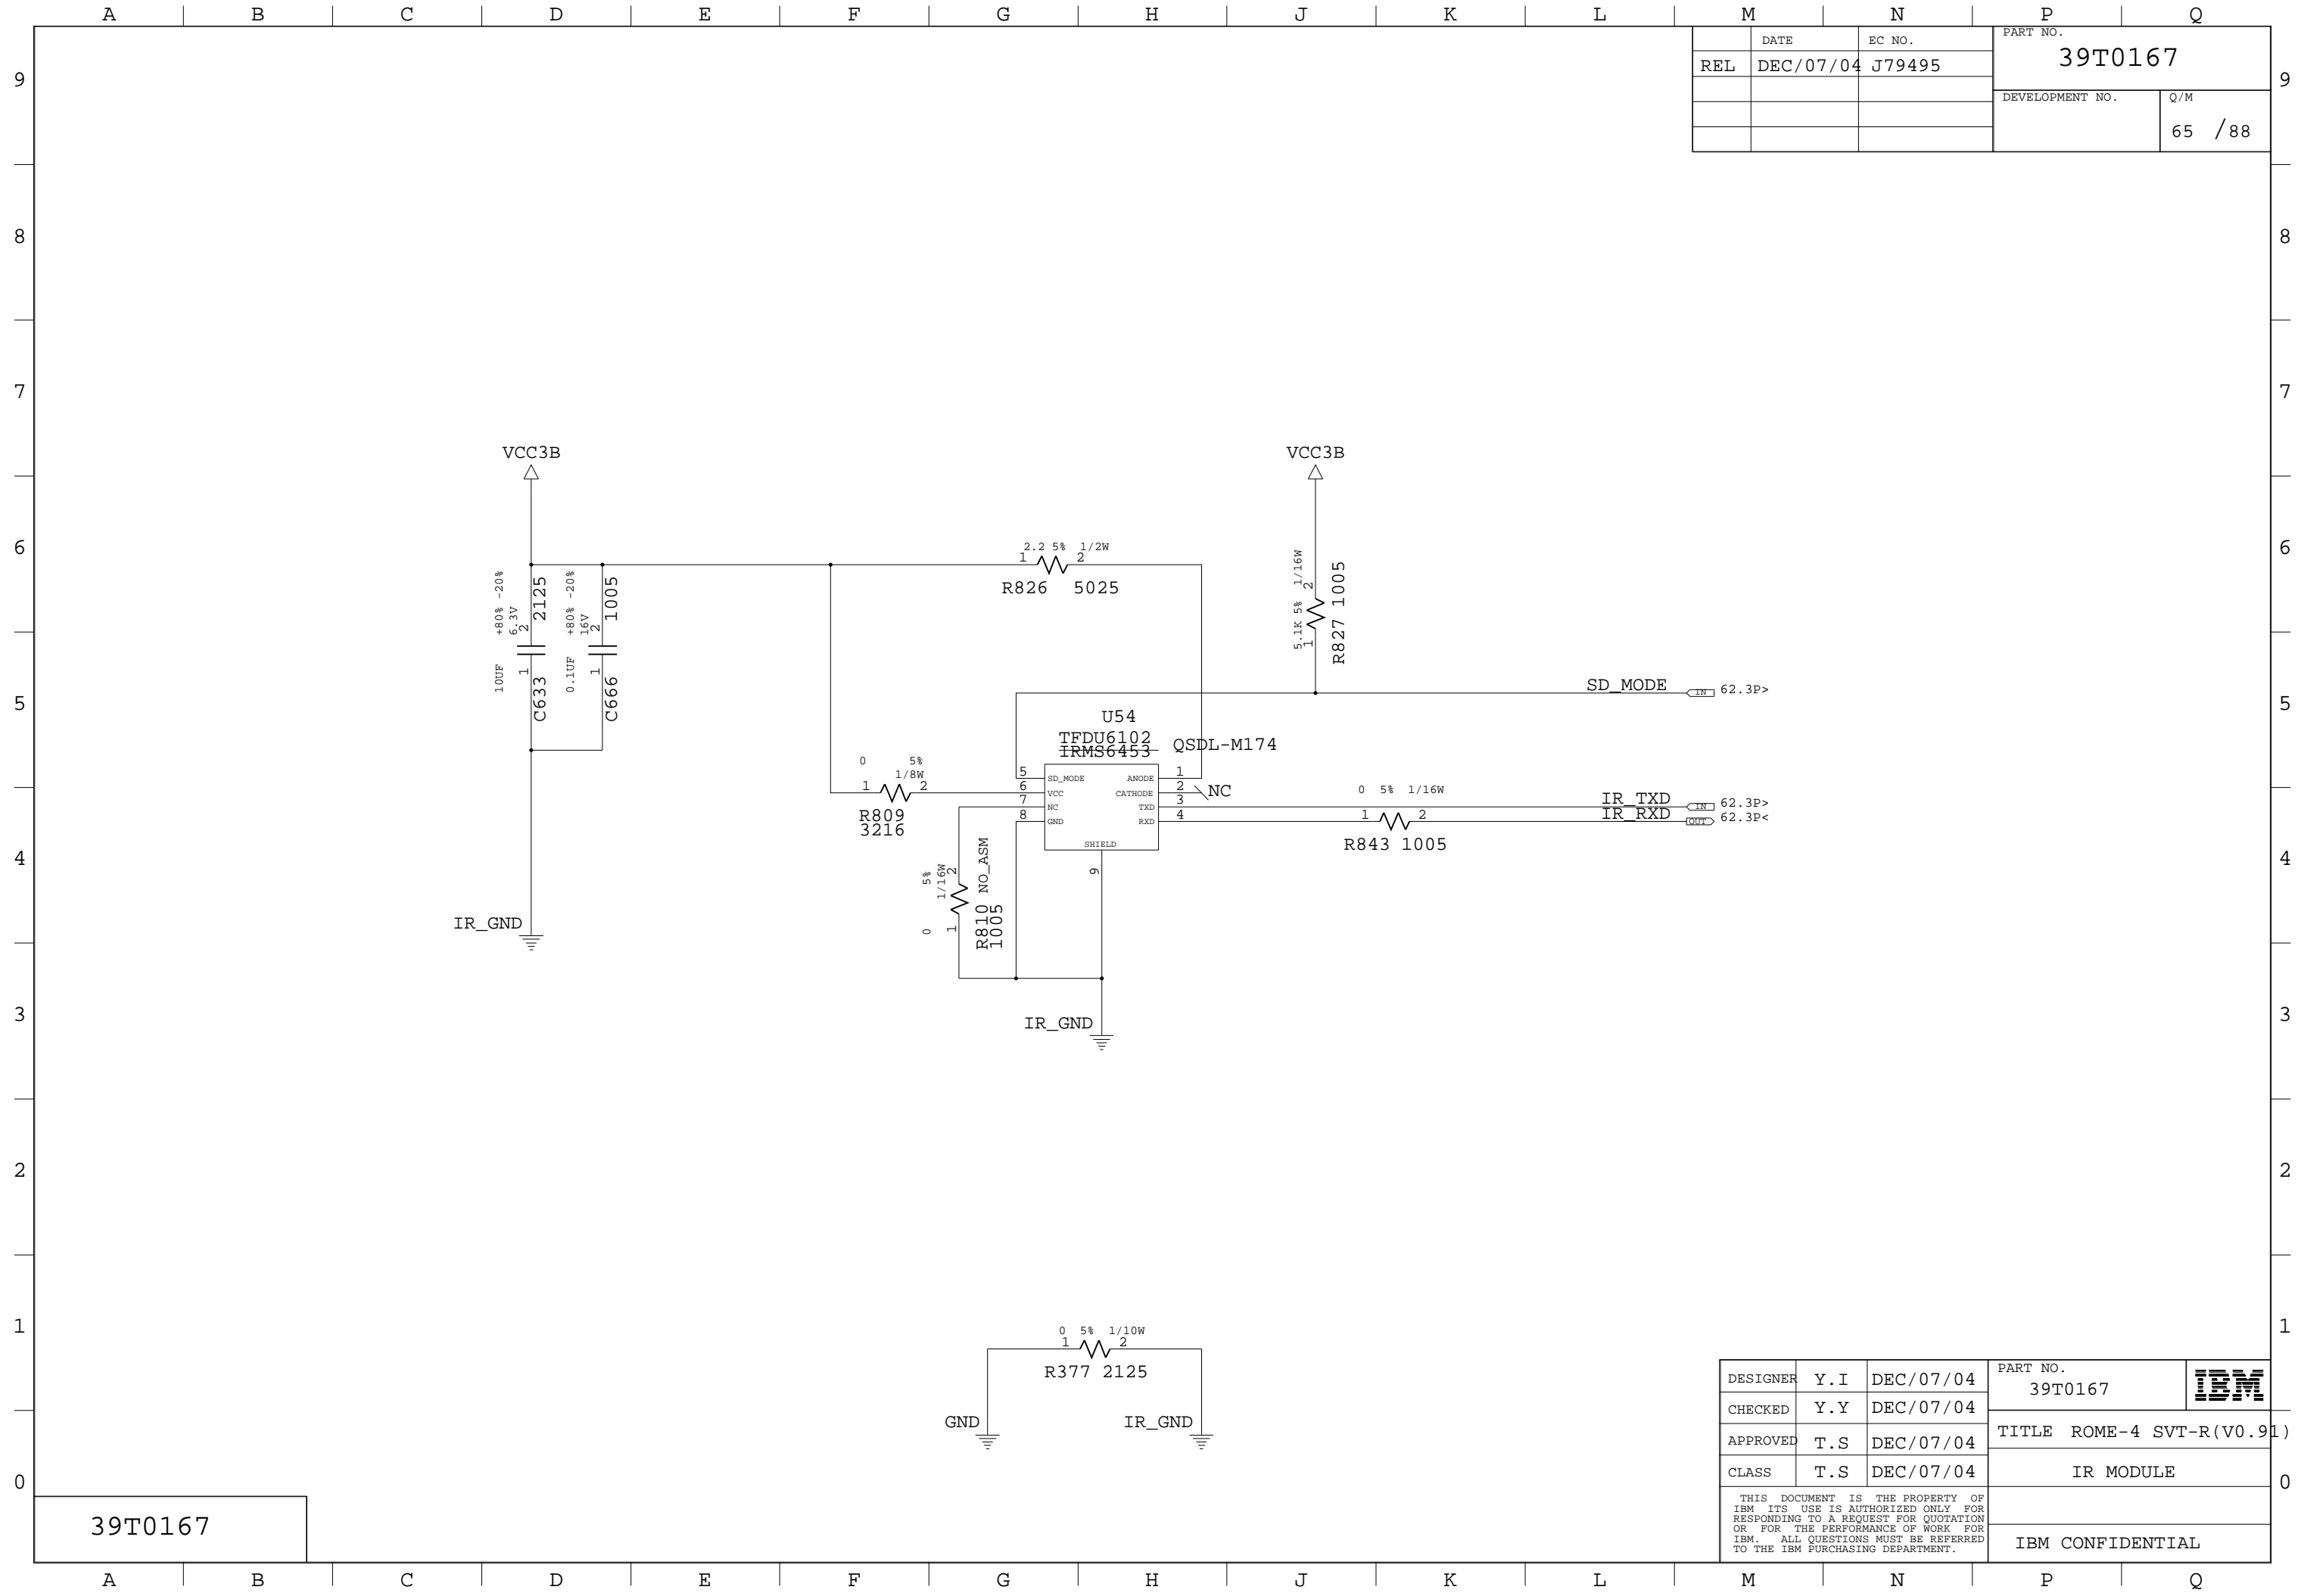 A B C D E F G H J K L M N P Q
DATE EC NO.
REL DEC/07/04 J79495
PART NO.
39T0167
DEVELOPMENT NO. Q/M
65 /88
9 9
8 8
7 7
6 6
5 5
4 4
3 3
2 2
1 1
0 0
VCC3B
10UF +80% -20%
6.3V
1 2
C633 2125
0.1UF +80% -20%
16V
1 2
C666 1005
IR_GND
2.2 5% 1/2W
1 2
R826 5025
VCC3B
5.1K 5% 1/16W
1 2
R827 1005
SD_MODE IN 62.3P>
U54
TFDU6102
IRMS6453 QSDL-M174
0 5%
1/8W
1 2
R809
3216
5 SD_MODE ANODE 1
6 VCC CATHODE 2 NC
7 NC TXD 3
8 GND RXD 4
SHIELD
9
0 5% 1/16W
1 2
R843 1005
IR_TXD IN 62.3P>
IR_RXD OUT 62.3P<
0 5%
1/16W
1 2
R810 NO_ASM
1005
IR_GND
0 5% 1/10W
1 2
R377 2125
GND IR_GND
DESIGNER Y.I DEC/07/04
CHECKED Y.Y DEC/07/04
APPROVED T.S DEC/07/04
CLASS T.S DEC/07/04
THIS DOCUMENT IS THE PROPERTY OF
IBM ITS USE IS AUTHORIZED ONLY FOR
RESPONDING TO A REQUEST FOR QUOTATION
OR FOR THE PERFORMANCE OF WORK FOR
IBM. ALL QUESTIONS MUST BE REFERRED
TO THE IBM PURCHASING DEPARTMENT.
PART NO.
39T0167
IBM
TITLE ROME-4 SVT-R(V0.91)
IR MODULE
IBM CONFIDENTIAL
39T0167
A B C D E F G H J K L M N P Q